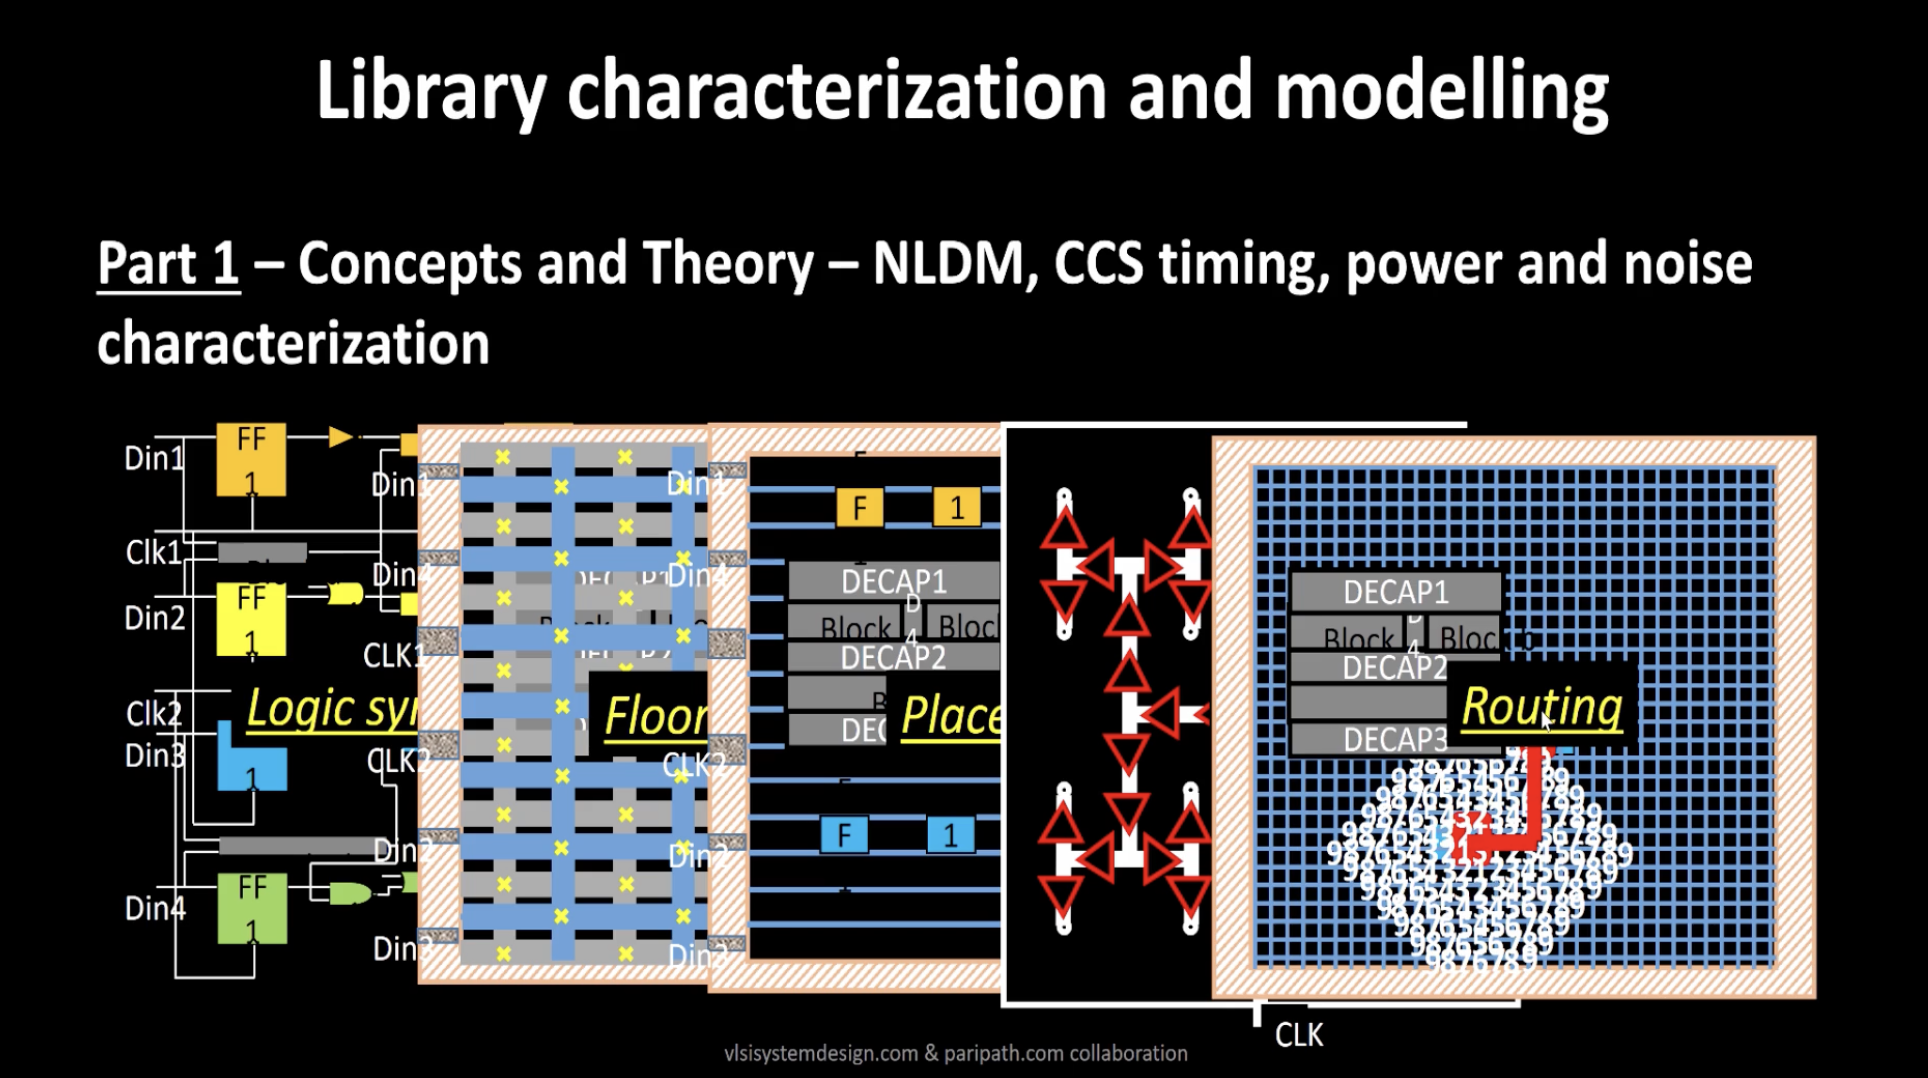 Library characterization and modelling
Part 1 – Concepts and Theory – NLDM, CCS timing, power and noise
characterization
Din1
FF
1
Clk1
Din2
FF
1
Logic syn
Clk2
Din3
1
Din4
FF
1
Din1
Din4
CLK1
CLK2
Din2
Din3
Floor
Din1
Din4
CLK2
Din2
Din3
F
1
DECAP1
Block
D
4
Bloc
DECAP2
DEC
Place
F
1
DECAP1
Block
4
Bloc b
DECAP2
DECAP3
Routing
CLK
vlsisystemdesign.com & paripath.com collaboration